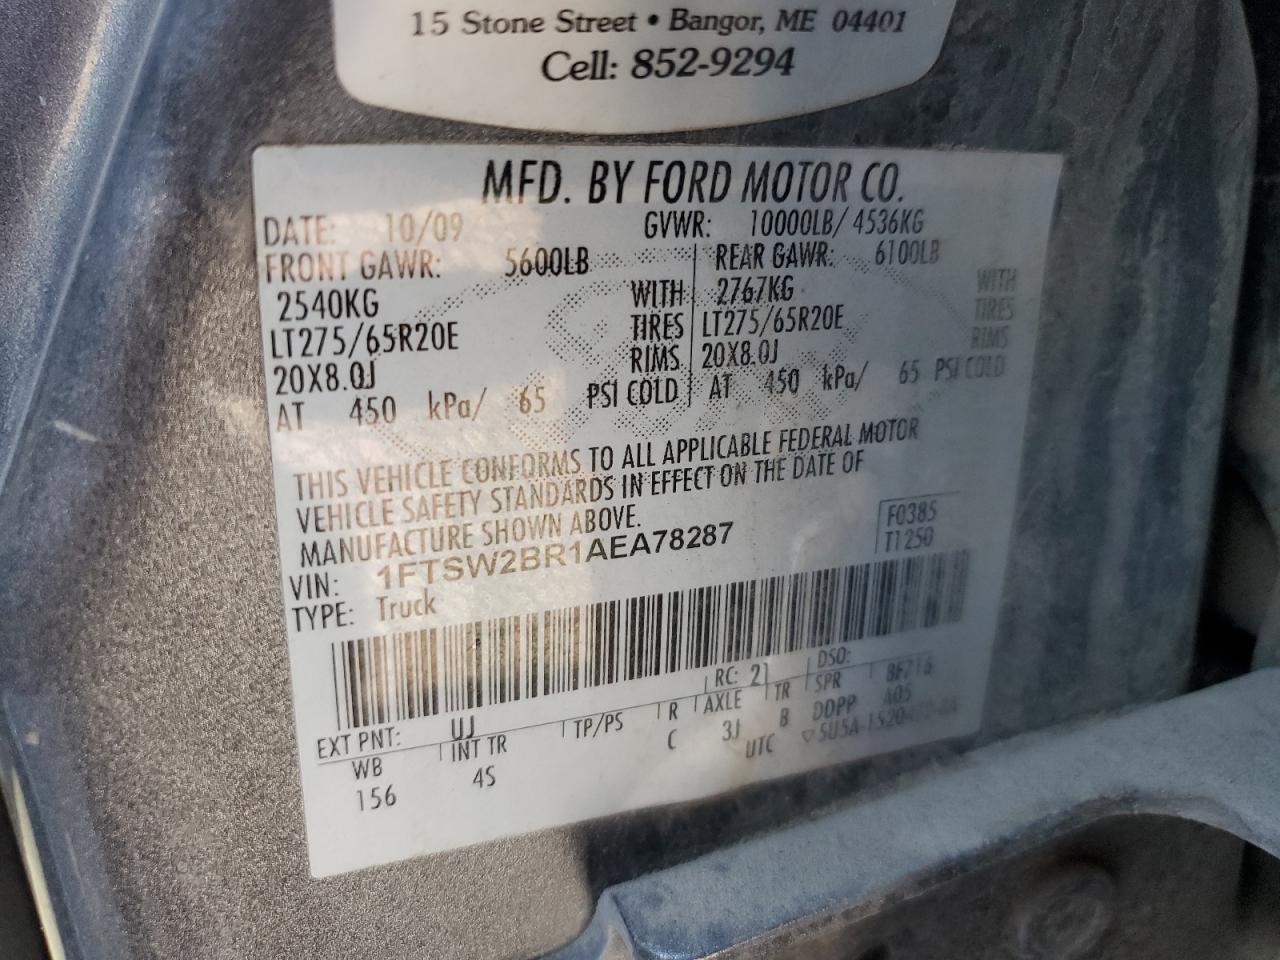 15 Stone Street • Bangor, ME 04401
Cell: 852-9294
MFD. BY FORD MOTOR CO.
DATE: 10/09 GVWR: 10000LB/ 4536KG
FRONT GAWR: 5600LB REAR GAWR: 6100LB
2540KG WITH 2767KG WITH
LT275/65R20E TIRES LT275/65R20E TIRES
20X8.0J RIMS 20X8.0J RIMS
AT 450 kPa/ 65 PSI COLD AT 450 kPa/ 65 PSI COLD
THIS VEHICLE CONFORMS TO ALL APPLICABLE FEDERAL MOTOR
VEHICLE SAFETY STANDARDS IN EFFECT ON THE DATE OF
MANUFACTURE SHOWN ABOVE.
F0385
VIN: 1FTSW2BR1AEA78287
T1250
TYPE: Truck
EXT PNT: UJ RC: 21 DSO:
WB INT TR TP/PS R AXLE TR SPR 8F716
156 4S C 3J B DOPP A05
UTC